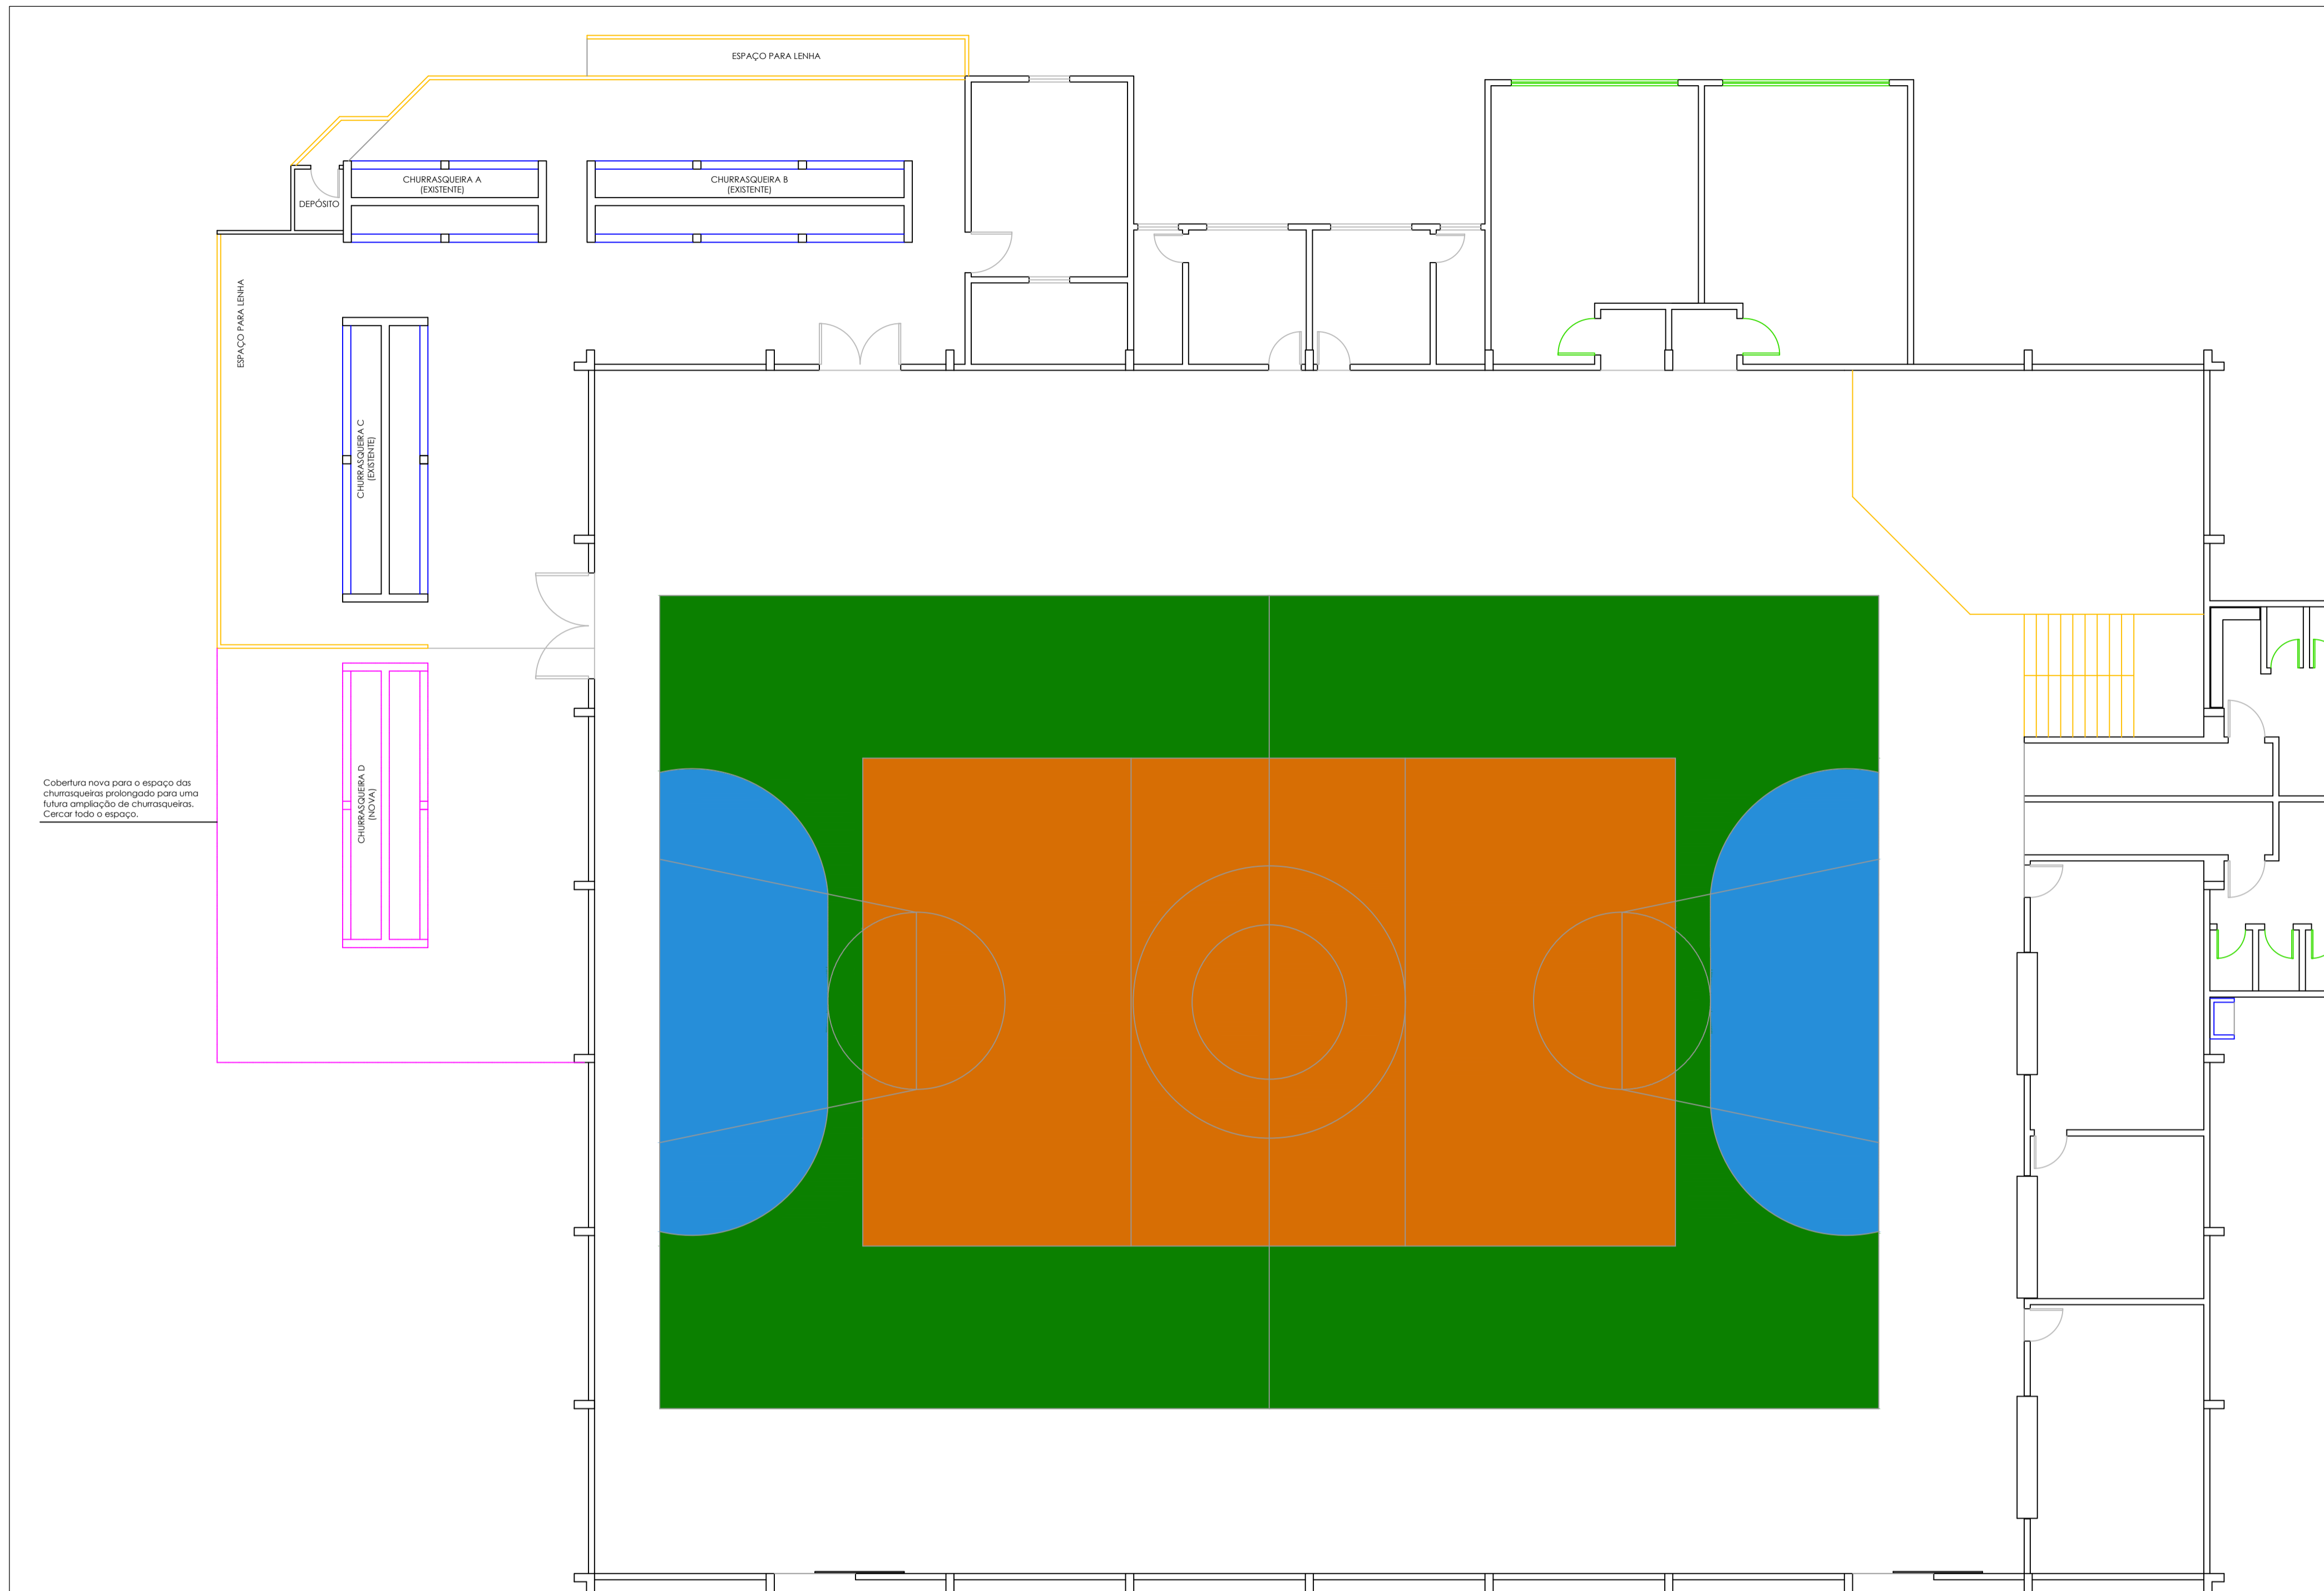 ESPAÇO PARA LENHA
CHURRASQUEIRA A
(EXISTENTE)
CHURRASQUEIRA B
(EXISTENTE)
DEPÓSITO
ESPAÇO PARA LENHA
CHURRASQUEIRA C
(EXISTENTE)
CHURRASQUEIRA D
(NOVA)
Cobertura nova para o espaço das
churrasqueiras prolongado para uma
futura ampliação de churrasqueiras.
Cercar todo o espaço.